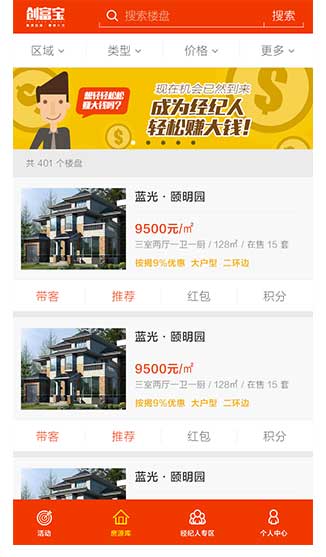 创富宝
搜索楼盘
搜索
区域
类型
价格
更多
想轻轻松松
赚大钱吗?
现在机会已然到来
成为经纪人
轻松赚大钱!
共 401 个楼盘
蓝光·颐明园
9500元/㎡
三室两厅一卫一厨 / 128㎡ / 在售 15 套
按揭9%优惠 大户型 二环边
带客
推荐
红包
积分
蓝光·颐明园
9500元/㎡
三室两厅一卫一厨 / 128㎡ / 在售 15 套
按揭9%优惠 大户型 二环边
带客
推荐
红包
积分
蓝光·颐明园
活动
房源库
经纪人专区
个人中心